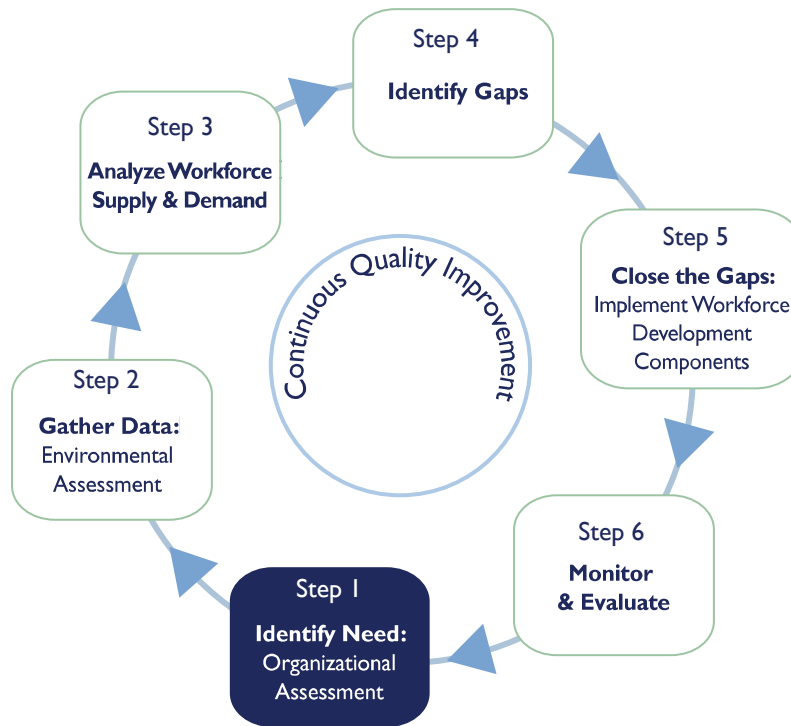 Step 1
Identify Need:
Organizational
Assessment
Step 2
Gather Data:
Environmental
Assessment
Step 3
Analyze Workforce
Supply & Demand
Step 4
Identify Gaps
Step 5
Close the Gaps:
Implement Workforce
Development
Components
Step 6
Monitor
& Evaluate
Continuous Quality Improvement